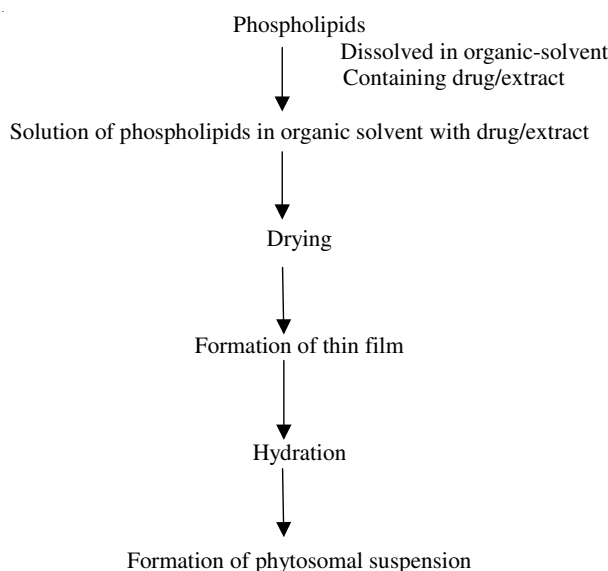 Phospholipids
Dissolved in organic-solvent
Containing drug/extract
Solution of phospholipids in organic solvent with drug/extract
Drying
Formation of thin film
Hydration
Formation of phytosomal suspension